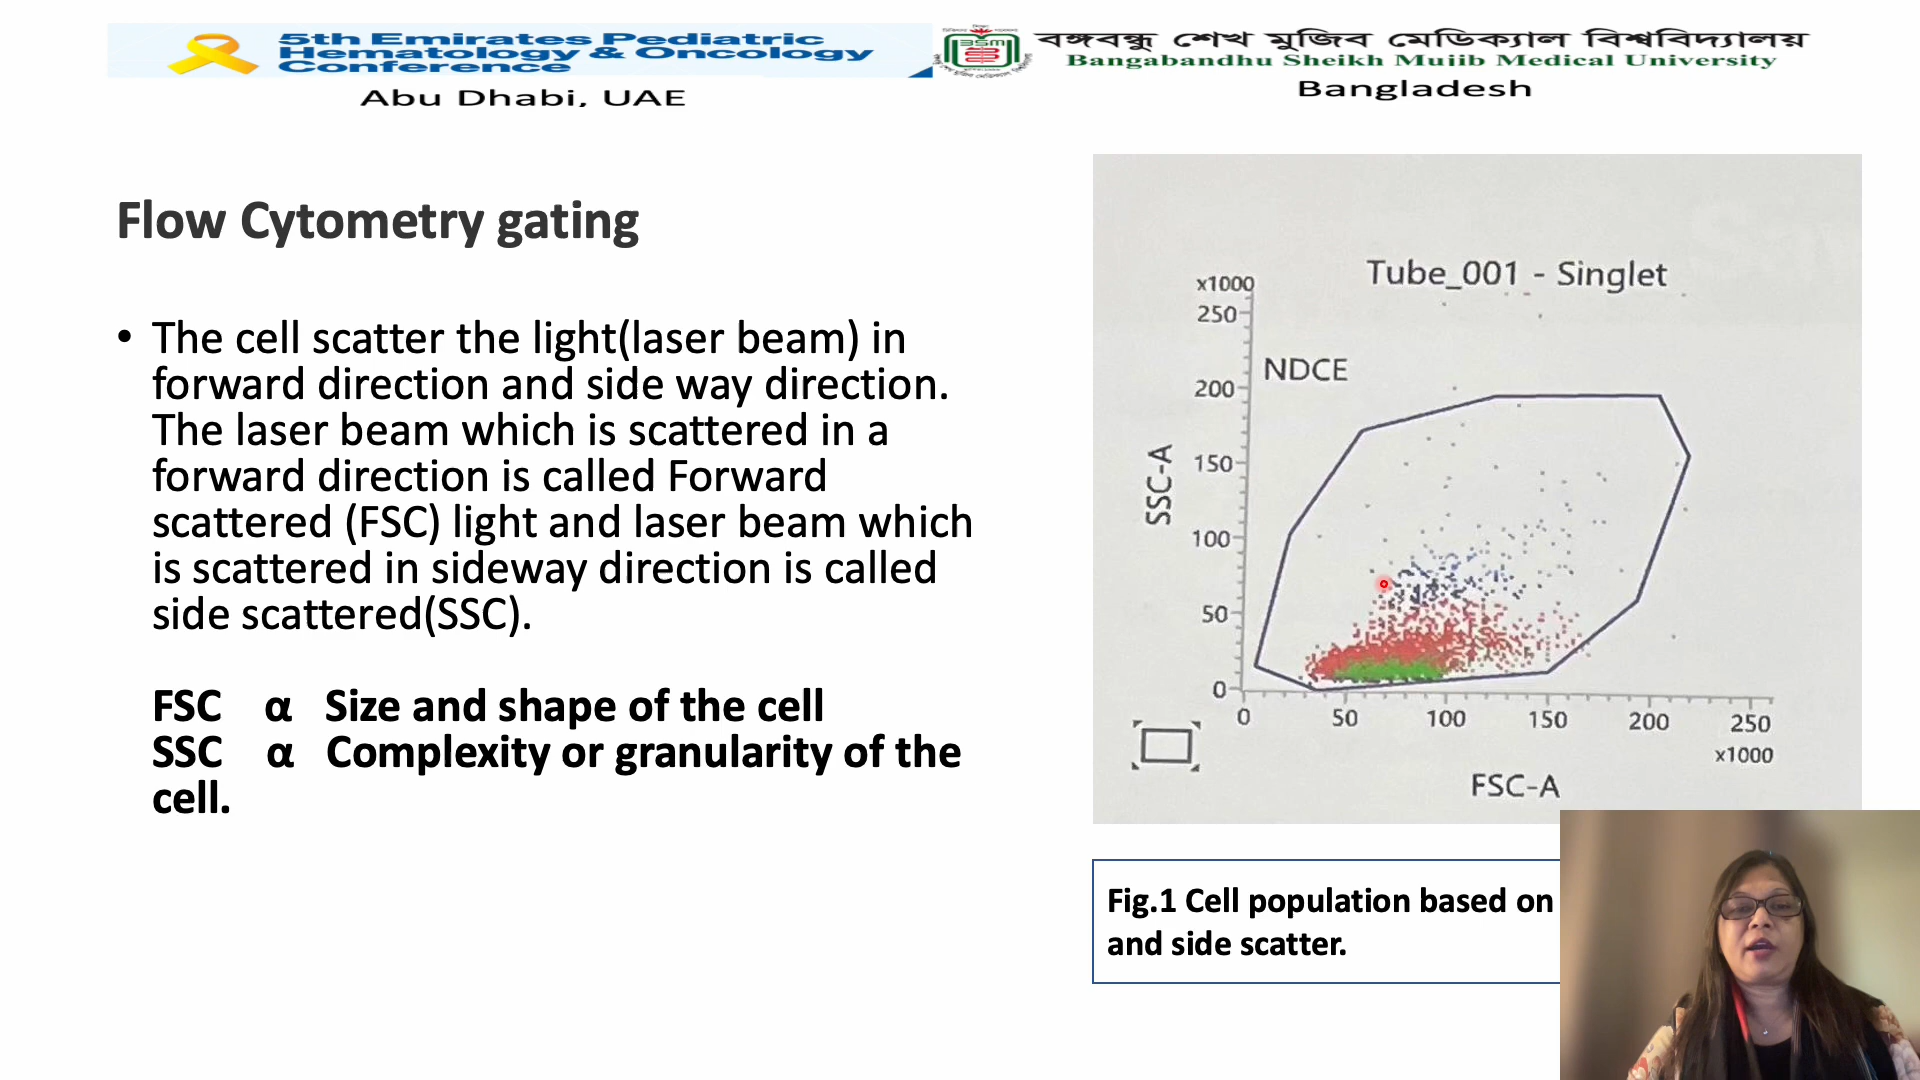 5th Emirates Pediatric
Hematology & Oncology
Conference
Abu Dhabi, UAE
বঙ্গবন্ধু শেখ মুজিব মেডিক্যাল বিশ্ববিদ্যালয়
Bangabandhu Sheikh Mujib Medical University
Bangladesh
Flow Cytometry gating
• The cell scatter the light(laser beam) in
forward direction and side way direction.
The laser beam which is scattered in a
forward direction is called Forward
scattered (FSC) light and laser beam which
is scattered in sideway direction is called
side scattered(SSC).
FSC α Size and shape of the cell
SSC α Complexity or granularity of the
cell.
Tube_001 - Singlet
x1000
250
NDCE
200
150
SSC-A
100
50
0
0 50 100 150 200 250
x1000
FSC-A
Fig.1 Cell population based on
and side scatter.